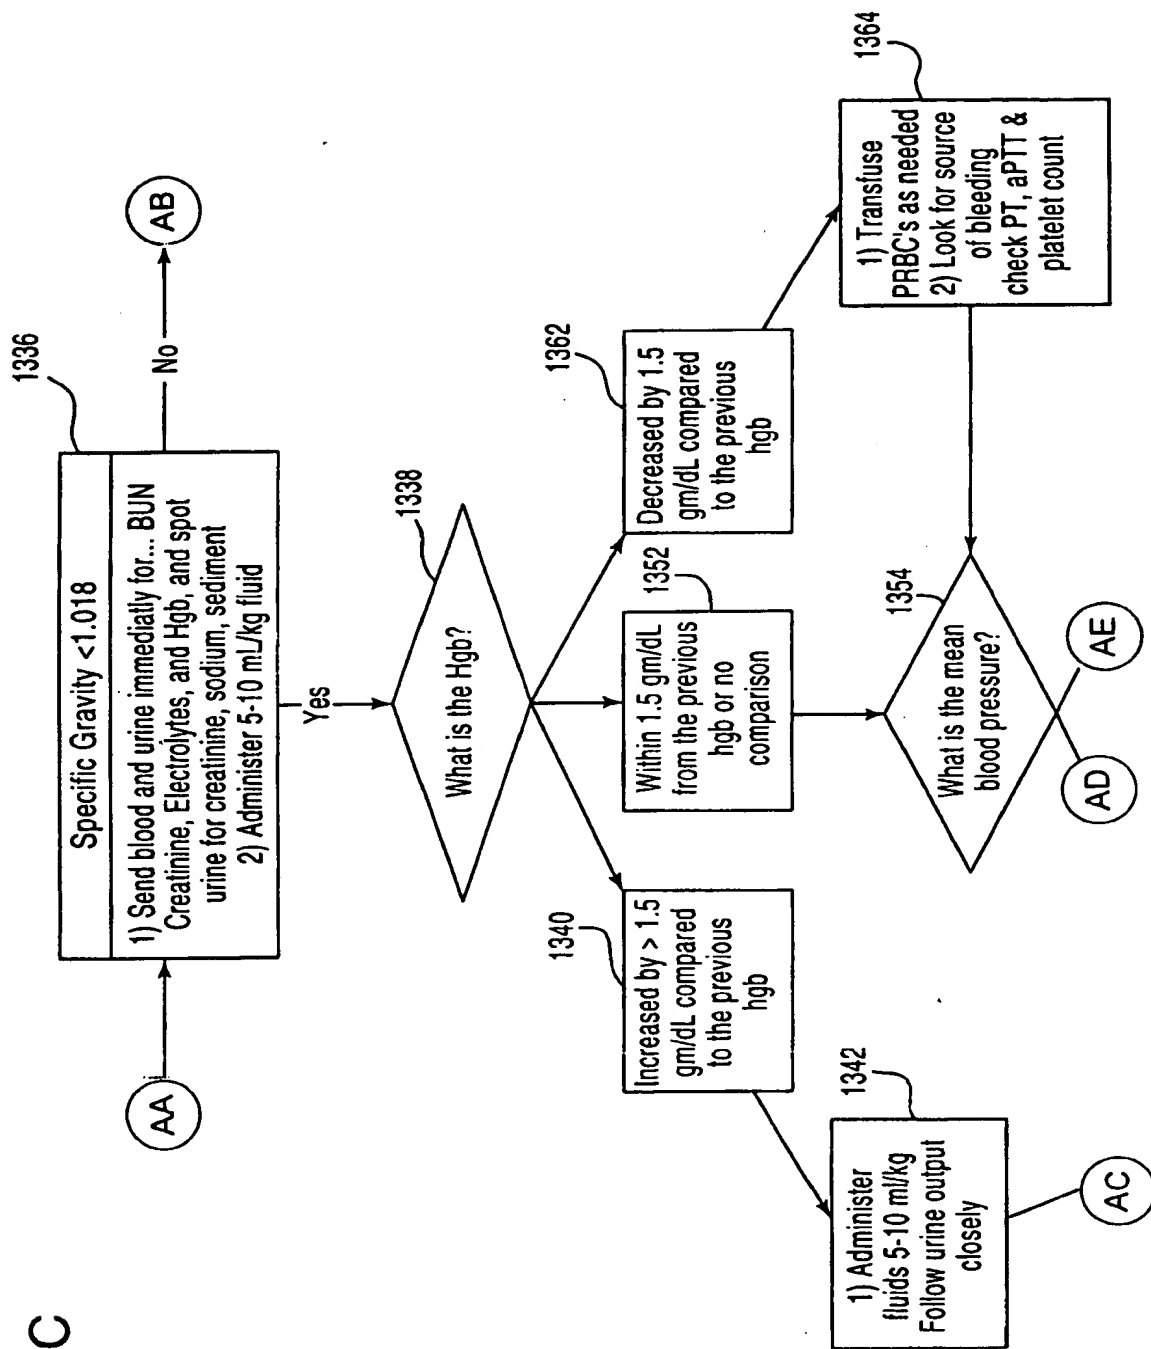 C
AA
1336
Specific Gravity <1.018
1) Send blood and urine immediatly for... BUN
Creatinine, Electrolytes, and Hgb, and spot
urine for creatinine, sodium, sediment
2) Administer 5-10 mL/kg fluid
No
AB
Yes
1338
What is the Hgb?
1340
Increased by > 1.5
gm/dL compared
to the previous
hgb
1352
Within 1.5 gm/dL
from the previous
hgb or no
comparison
1362
Decreased by 1.5
gm/dL compared
to the previous
hgb
1342
1) Administer
fluids 5-10 ml/kg
Follow urine output
closely
AC
1354
What is the mean
blood pressure?
AD
AE
1364
1) Transfuse
PRBC's as needed
2) Look for source
of bleeding
check PT, aPTT &
platelet count